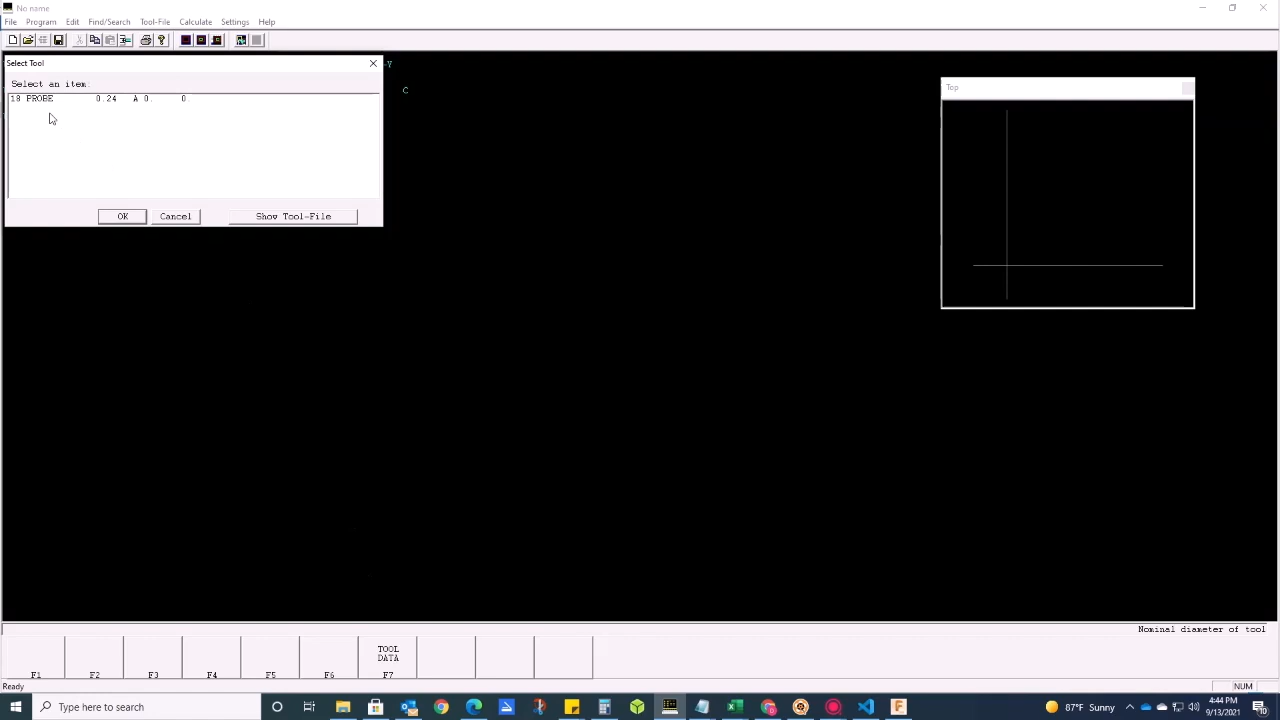 No name
File Program Edit Find/Search Tool-File Calculate Settings Help
Select Tool
Select an item:
18 PROBE 0.24 A 0. 0.
OK Cancel Show Tool-File
-Y
C
Top
Nominal diameter of tool
TOOL
DATA
F1 F2 F3 F4 F5 F6 F7
Ready
NUM
Type here to search
87°F Sunny
4:44 PM
9/13/2021